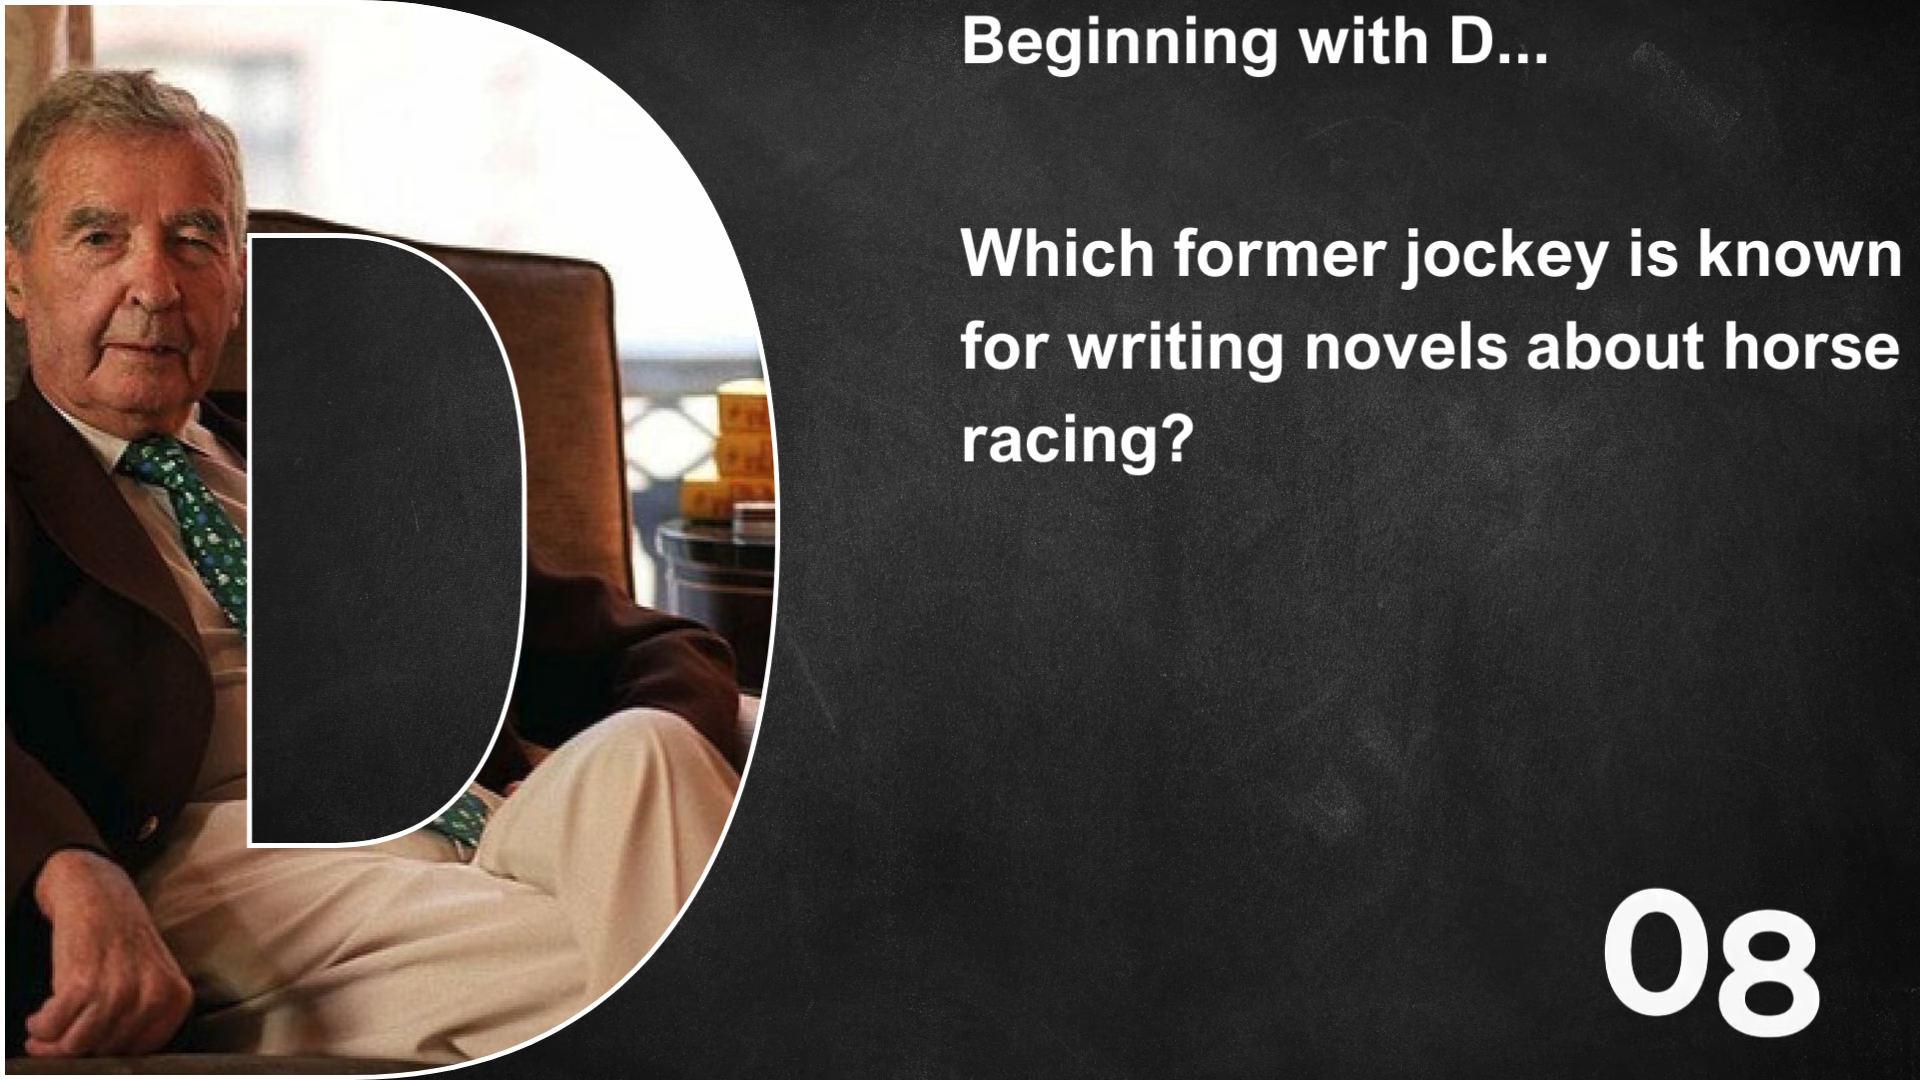 Beginning with D...
Which former jockey is known
for writing novels about horse
racing?
08